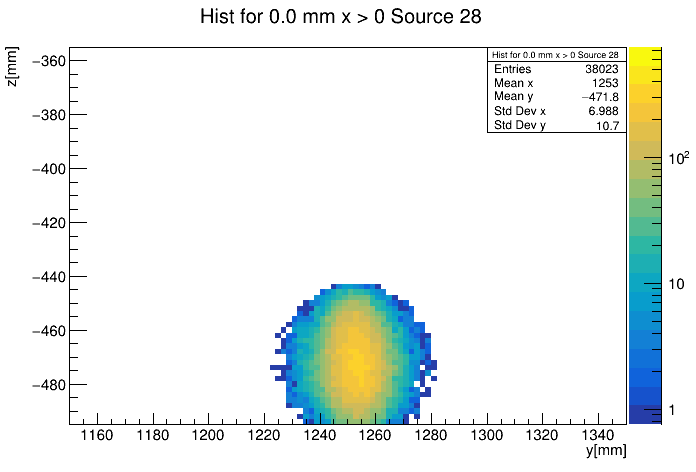 Hist for 0.0 mm x > 0 Source 28
z[mm]
−360
−380
−400
−420
−440
−460
−480
Hist for 0.0 mm x > 0 Source 28
Entries 38023
Mean x 1253
Mean y −471.8
Std Dev x 6.988
Std Dev y 10.7
10²
10
1
1160 1180 1200 1220 1240 1260 1280 1300 1320 1340
y[mm]